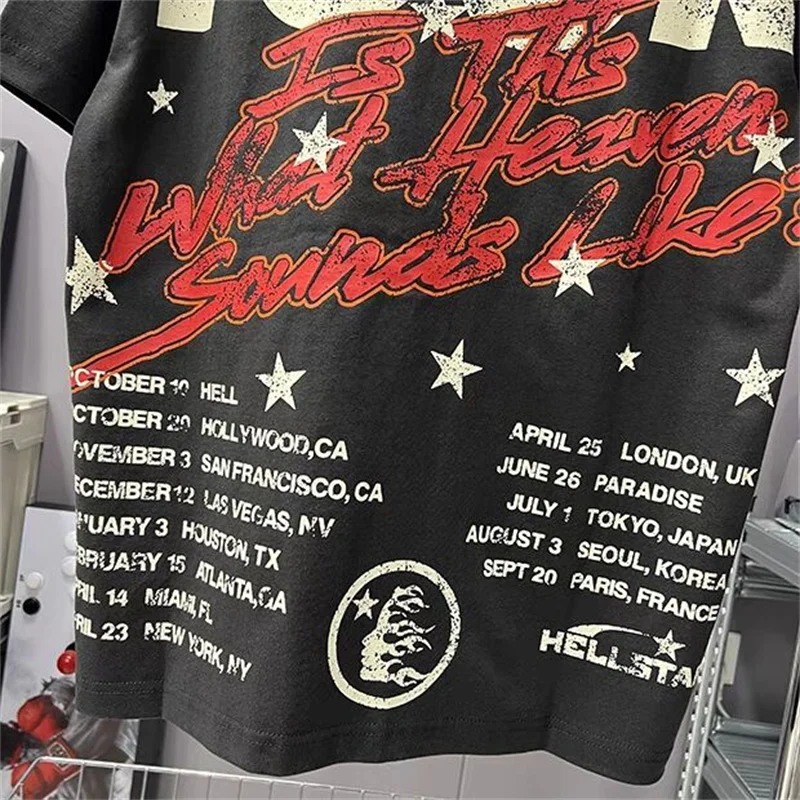 Is This
What Heaven
Sounds Like?
CTOBER 10 HELL
CTOBER 20 HOLLYWOOD,CA
OVEMBER 3 SAN FRANCISCO, CA
ECEMBER 12 LAS VEGAS, NV
NUARY 3 HOUSTON, TX
BRUARY 15 ATLANTA,GA
RIL 14 MIAMI, FL
RIL 23 NEW YORK, NY
APRIL 25 LONDON, UK
JUNE 26 PARADISE
JULY 1 TOKYO, JAPAN
AUGUST 3 SEOUL, KOREA
SEPT 20 PARIS, FRANCE
HELLSTA